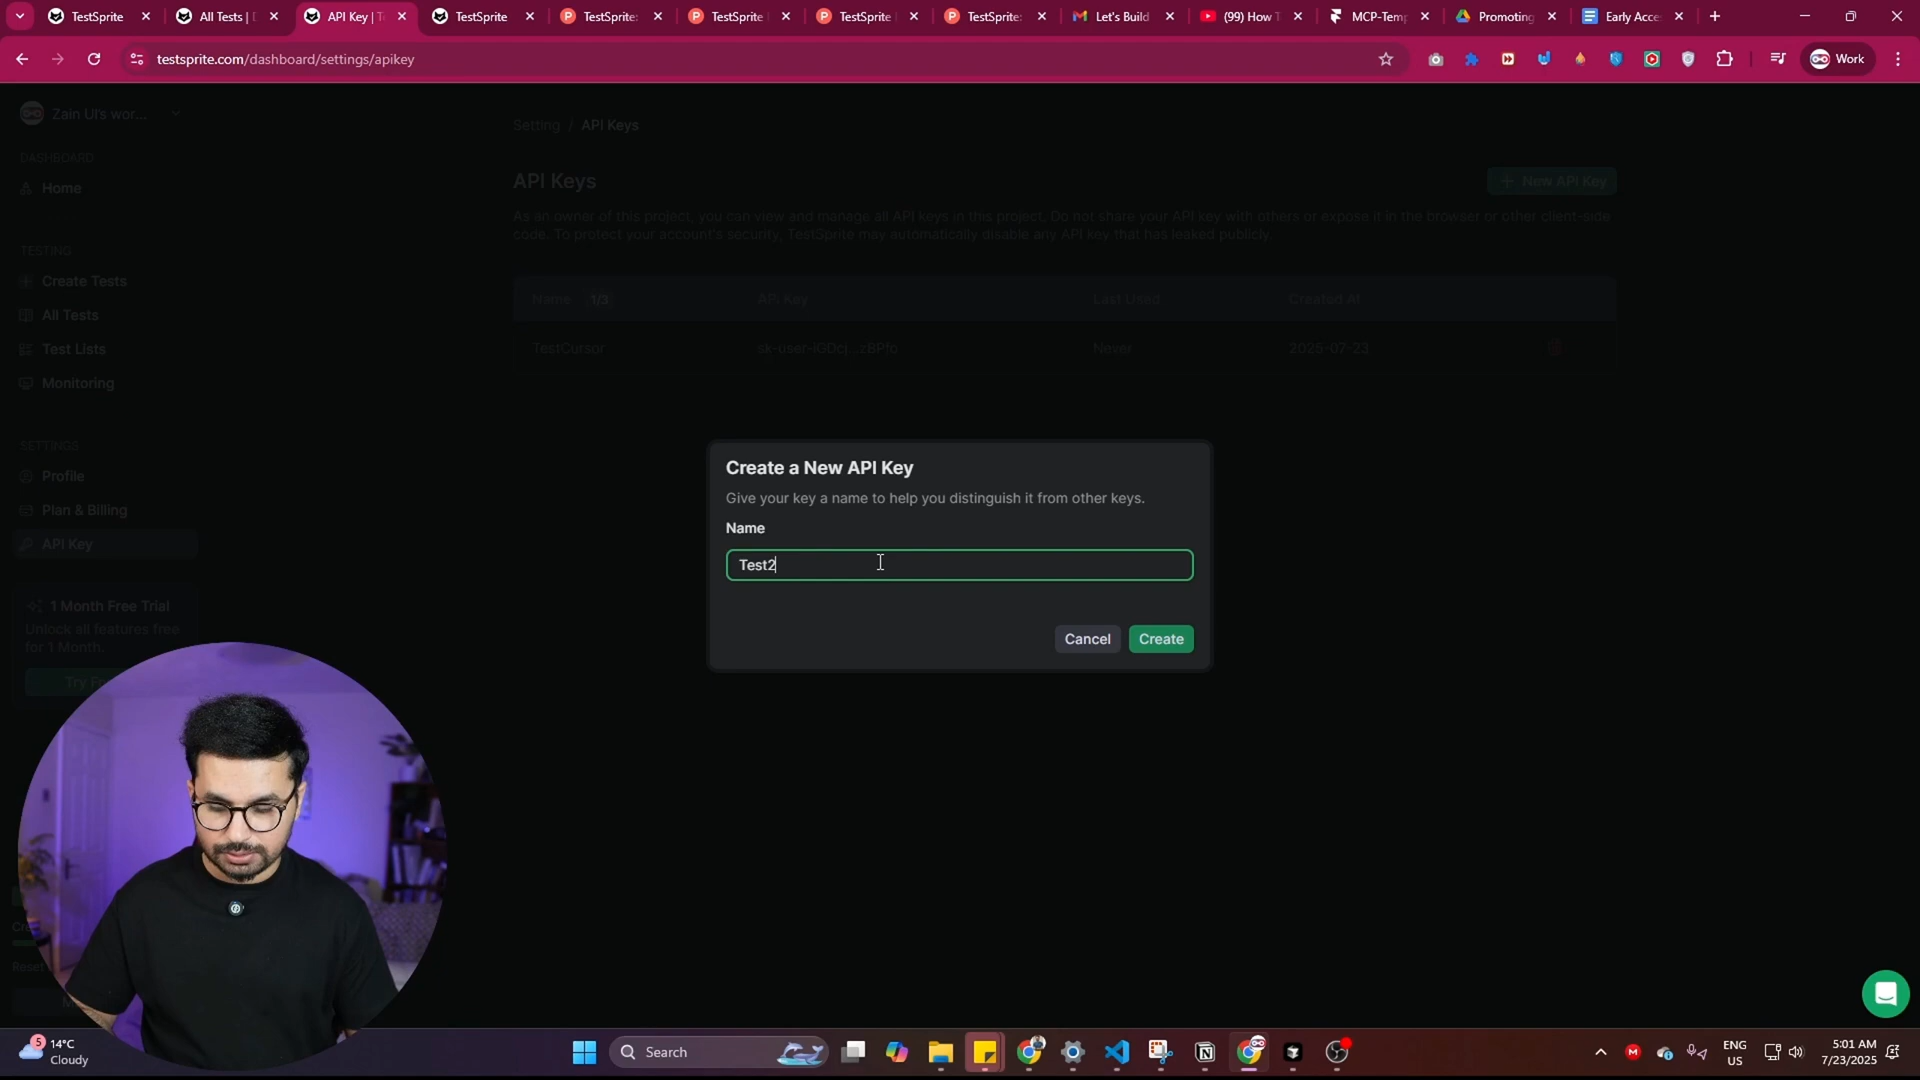 TestSprite
All Tests | D
API Key | T
TestSprite
TestSprite:
TestSprite
TestSprite
TestSprite:
Let's Build
(99) How T
MCP-Temp
Promoting
Early Acce
testsprite.com/dashboard/settings/apikey
Work
Zain Ul's wor...
DASHBOARD
Home
TESTING
Create Tests
All Tests
Test Lists
Monitoring
SETTINGS
Profile
Plan & Billing
API Key
1 Month Free Trial
Unlock all features free
for 1 Month.
Setting / API Keys
API Keys
+ New API Key
As an owner of this project, you can view and manage all API keys in this project. Do not share your API key with others or expose it in the browser or other client-side
code. To protect your account's security, TestSprite may automatically disable any API key that has leaked publicly.
Name 1/3 API Key Last Used Created At
TestCursor Never 2025-07-23
Create a New API Key
Give your key a name to help you distinguish it from other keys.
Name
Test2
Cancel Create
5
14°C
Cloudy
Search
ENG
US
5:01 AM
7/23/2025